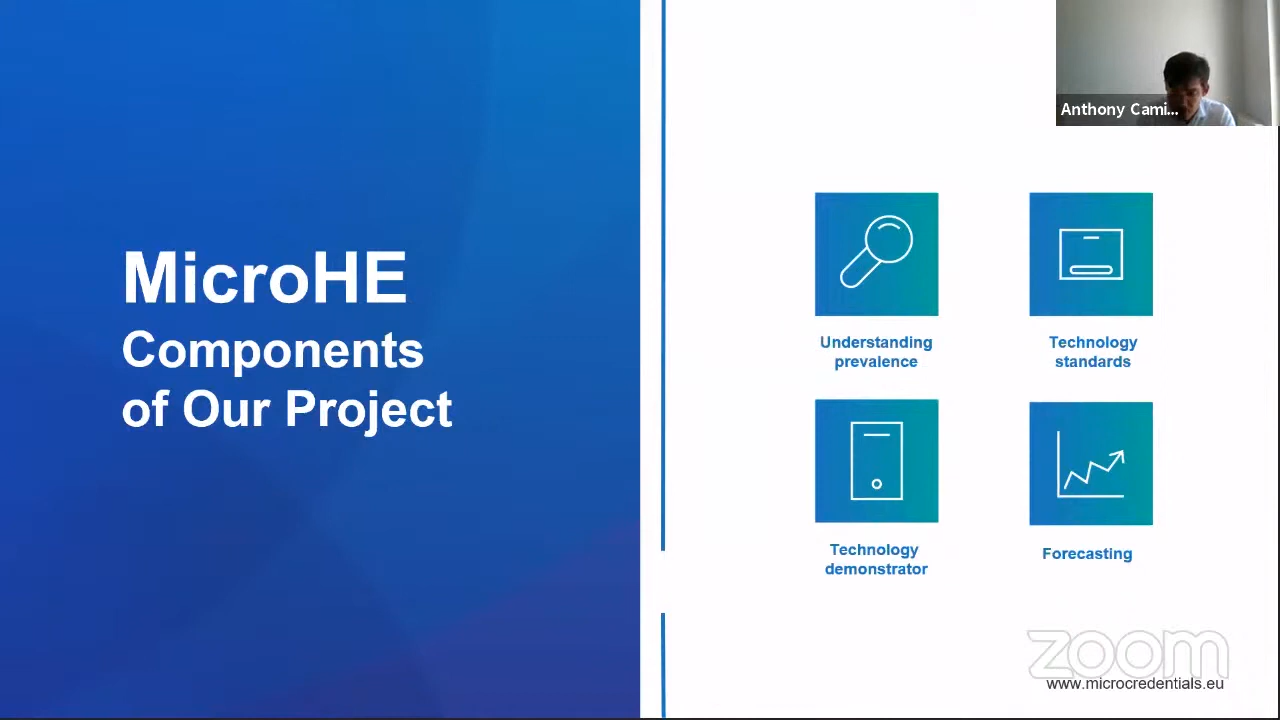 MicroHE
Components
of Our Project
Anthony Cami...
Understanding
prevalence
Technology
standards
Technology
demonstrator
Forecasting
zoom
www.microcredentials.eu